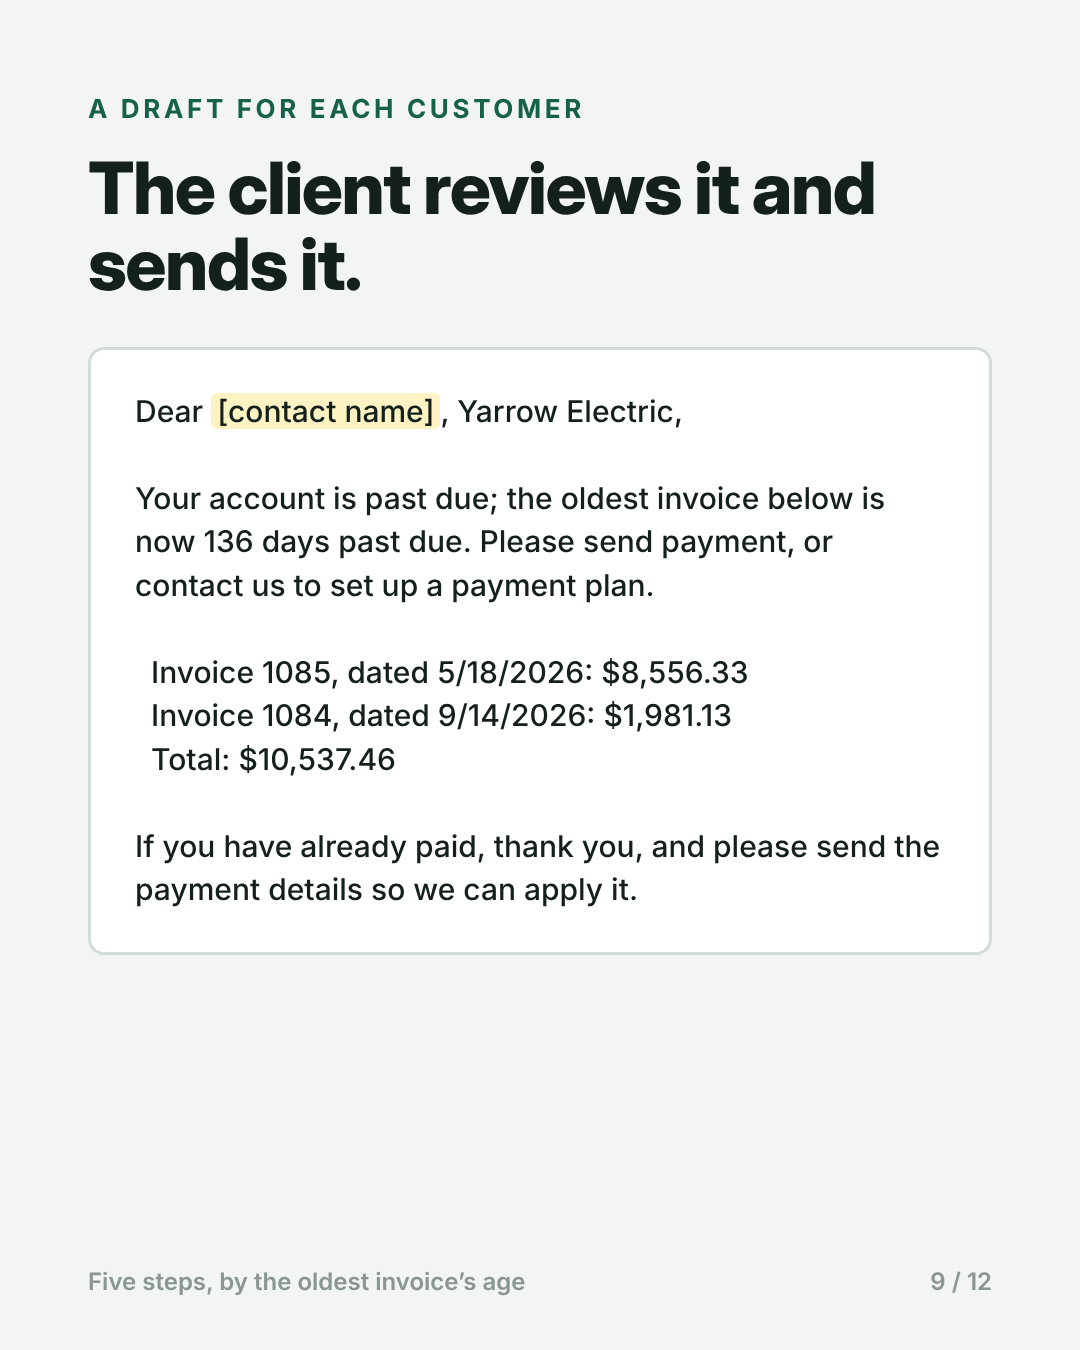 A DRAFT FOR EACH CUSTOMER
The client reviews it and
sends it.
Dear [contact name], Yarrow Electric,
Your account is past due; the oldest invoice below is
now 136 days past due. Please send payment, or
contact us to set up a payment plan.
Invoice 1085, dated 5/18/2026: $8,556.33
Invoice 1084, dated 9/14/2026: $1,981.13
Total: $10,537.46
If you have already paid, thank you, and please send the
payment details so we can apply it.
Five steps, by the oldest invoice’s age
9 / 12